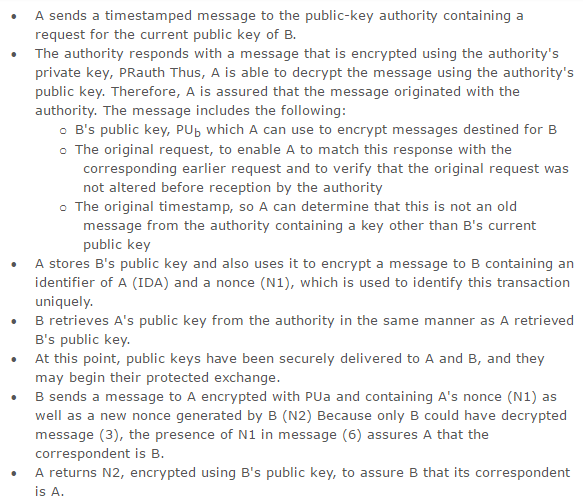 • A sends a timestamped message to the public-key authority containing a
request for the current public key of B.
• The authority responds with a message that is encrypted using the authority's
private key, PRauth Thus, A is able to decrypt the message using the authority's
public key. Therefore, A is assured that the message originated with the
authority. The message includes the following:
o B's public key, PUb which A can use to encrypt messages destined for B
o The original request, to enable A to match this response with the
corresponding earlier request and to verify that the original request was
not altered before reception by the authority
o The original timestamp, so A can determine that this is not an old
message from the authority containing a key other than B's current
public key
• A stores B's public key and also uses it to encrypt a message to B containing an
identifier of A (IDA) and a nonce (N1), which is used to identify this transaction
uniquely.
• B retrieves A's public key from the authority in the same manner as A retrieved
B's public key.
• At this point, public keys have been securely delivered to A and B, and they
may begin their protected exchange.
• B sends a message to A encrypted with PUa and containing A's nonce (N1) as
well as a new nonce generated by B (N2) Because only B could have decrypted
message (3), the presence of N1 in message (6) assures A that the
correspondent is B.
• A returns N2, encrypted using B's public key, to assure B that its correspondent
is A.